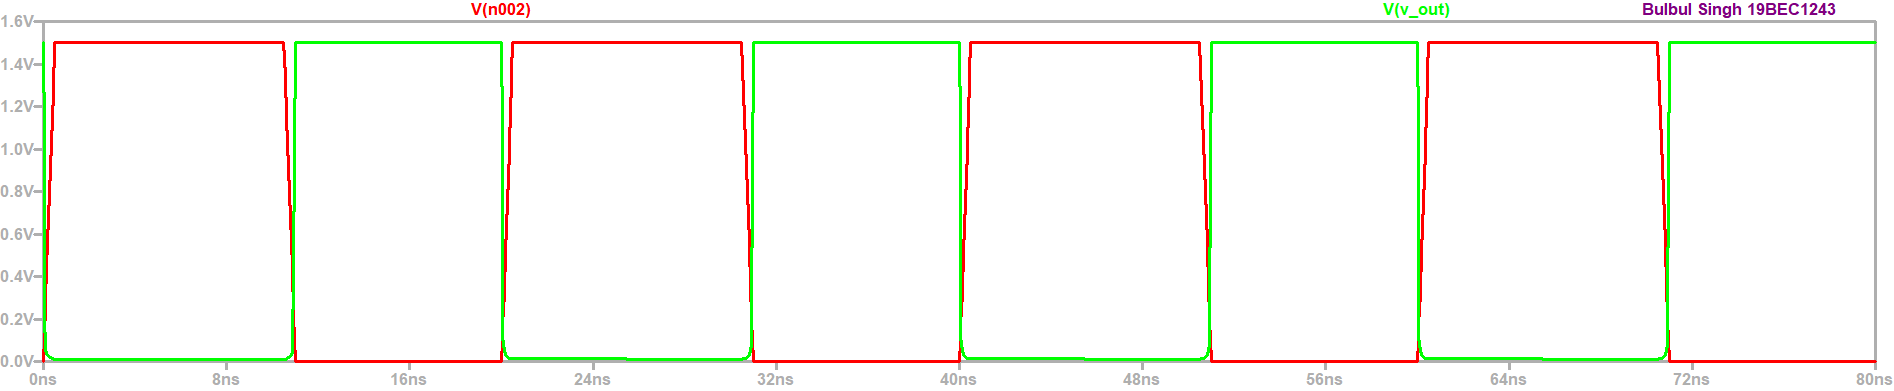 V(n002) V(v_out) Bulbul Singh 19BEC1243
1.6V
1.4V
1.2V
1.0V
0.8V
0.6V
0.4V
0.2V
0.0V
0ns 8ns 16ns 24ns 32ns 40ns 48ns 56ns 64ns 72ns 80ns